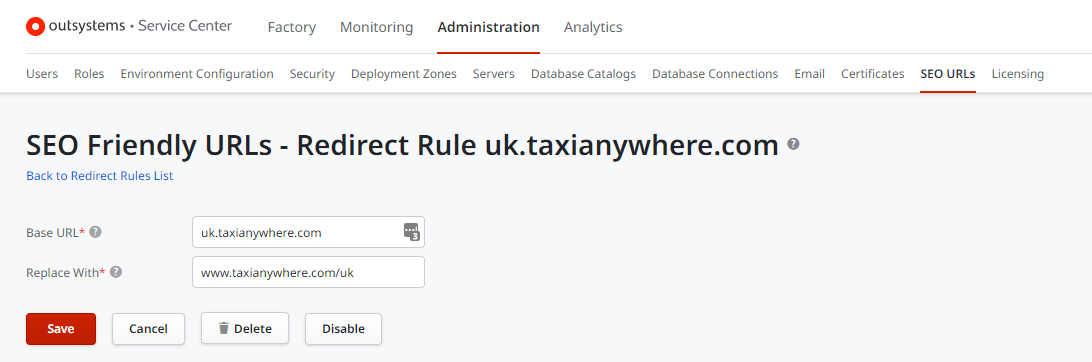 outsystems • Service Center Factory Monitoring Administration Analytics
Users Roles Environment Configuration Security Deployment Zones Servers Database Catalogs Database Connections Email Certificates SEO URLs Licensing
SEO Friendly URLs - Redirect Rule uk.taxianywhere.com ?
Back to Redirect Rules List
Base URL* ? uk.taxianywhere.com 3
Replace With* ? www.taxianywhere.com/uk
Save Cancel Delete Disable